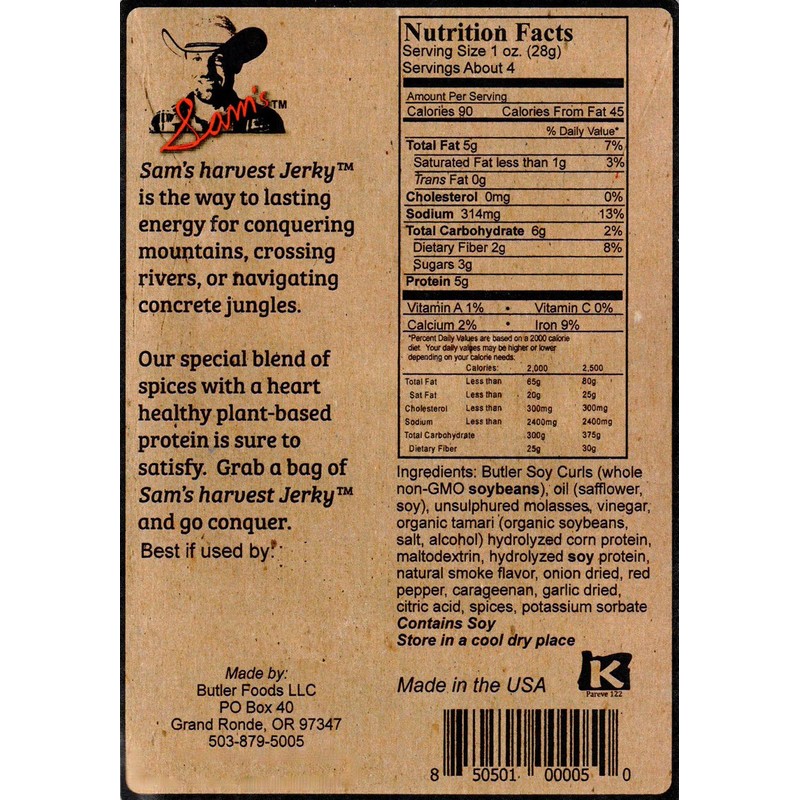 Sam's™
Sam's harvest Jerky™
is the way to lasting
energy for conquering
mountains, crossing
rivers, or navigating
concrete jungles.
Our special blend of
spices with a heart
healthy plant-based
protein is sure to
satisfy. Grab a bag of
Sam's harvest Jerky™
and go conquer.
Best if used by:
Made by:
Butler Foods LLC
PO Box 40
Grand Ronde, OR 97347
503-879-5005
Nutrition Facts
Serving Size 1 oz. (28g)
Servings About 4
Amount Per Serving
Calories 90 Calories From Fat 45
% Daily Value*
Total Fat 5g 7%
Saturated Fat less than 1g 3%
Trans Fat 0g
Cholesterol 0mg 0%
Sodium 314mg 13%
Total Carbohydrate 6g 2%
Dietary Fiber 2g 8%
Sugars 3g
Protein 5g
Vitamin A 1% • Vitamin C 0%
Calcium 2% • Iron 9%
*Percent Daily Values are based on a 2000 calorie
diet. Your daily values may be higher or lower
depending on your calorie needs.
Calories: 2,000 2,500
Total Fat Less than 65g 80g
Sat Fat Less than 20g 25g
Cholesterol Less than 300mg 300mg
Sodium Less than 2400mg 2400mg
Total Carbohydrate 300g 375g
Dietary Fiber 25g 30g
Ingredients: Butler Soy Curls (whole
non-GMO soybeans), oil (safflower,
soy), unsulphured molasses, vinegar,
organic tamari (organic soybeans,
salt, alcohol) hydrolyzed corn protein,
maltodextrin, hydrolyzed soy protein,
natural smoke flavor, onion dried, red
pepper, carageenan, garlic dried,
citric acid, spices, potassium sorbate
Contains Soy
Store in a cool dry place
Made in the USA
K
Pareve 122
8 50501 00005 0